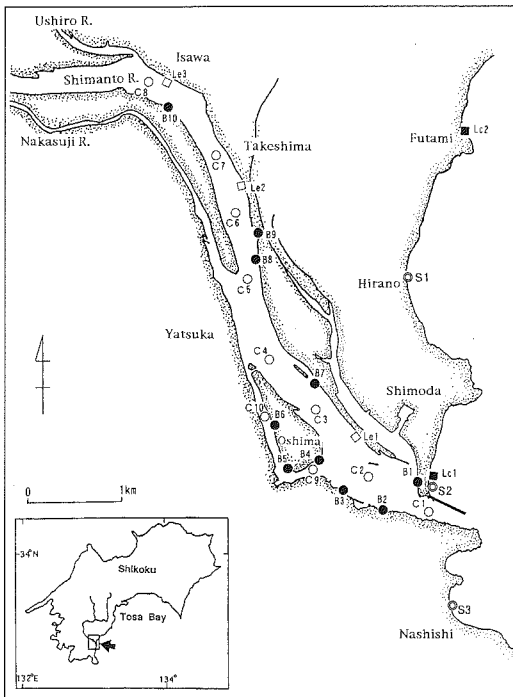 Ushiro R.
Isawa
Shimanto R.
Le3
C8
B10
Nakasuji R.
Futami
Lc2
Takeshima
C7
Le2
C6
B9
B8
Hirano
S1
C5
Yatsuka
C4
B7
Shimoda
C10
C3
B6
Oshima
Le1
B4
B5
C9
C2
B1
Lc1
S2
B3
B2
C1
0
1km
34°N
Shikoku
Tosa Bay
S3
Nashishi
132°E
134